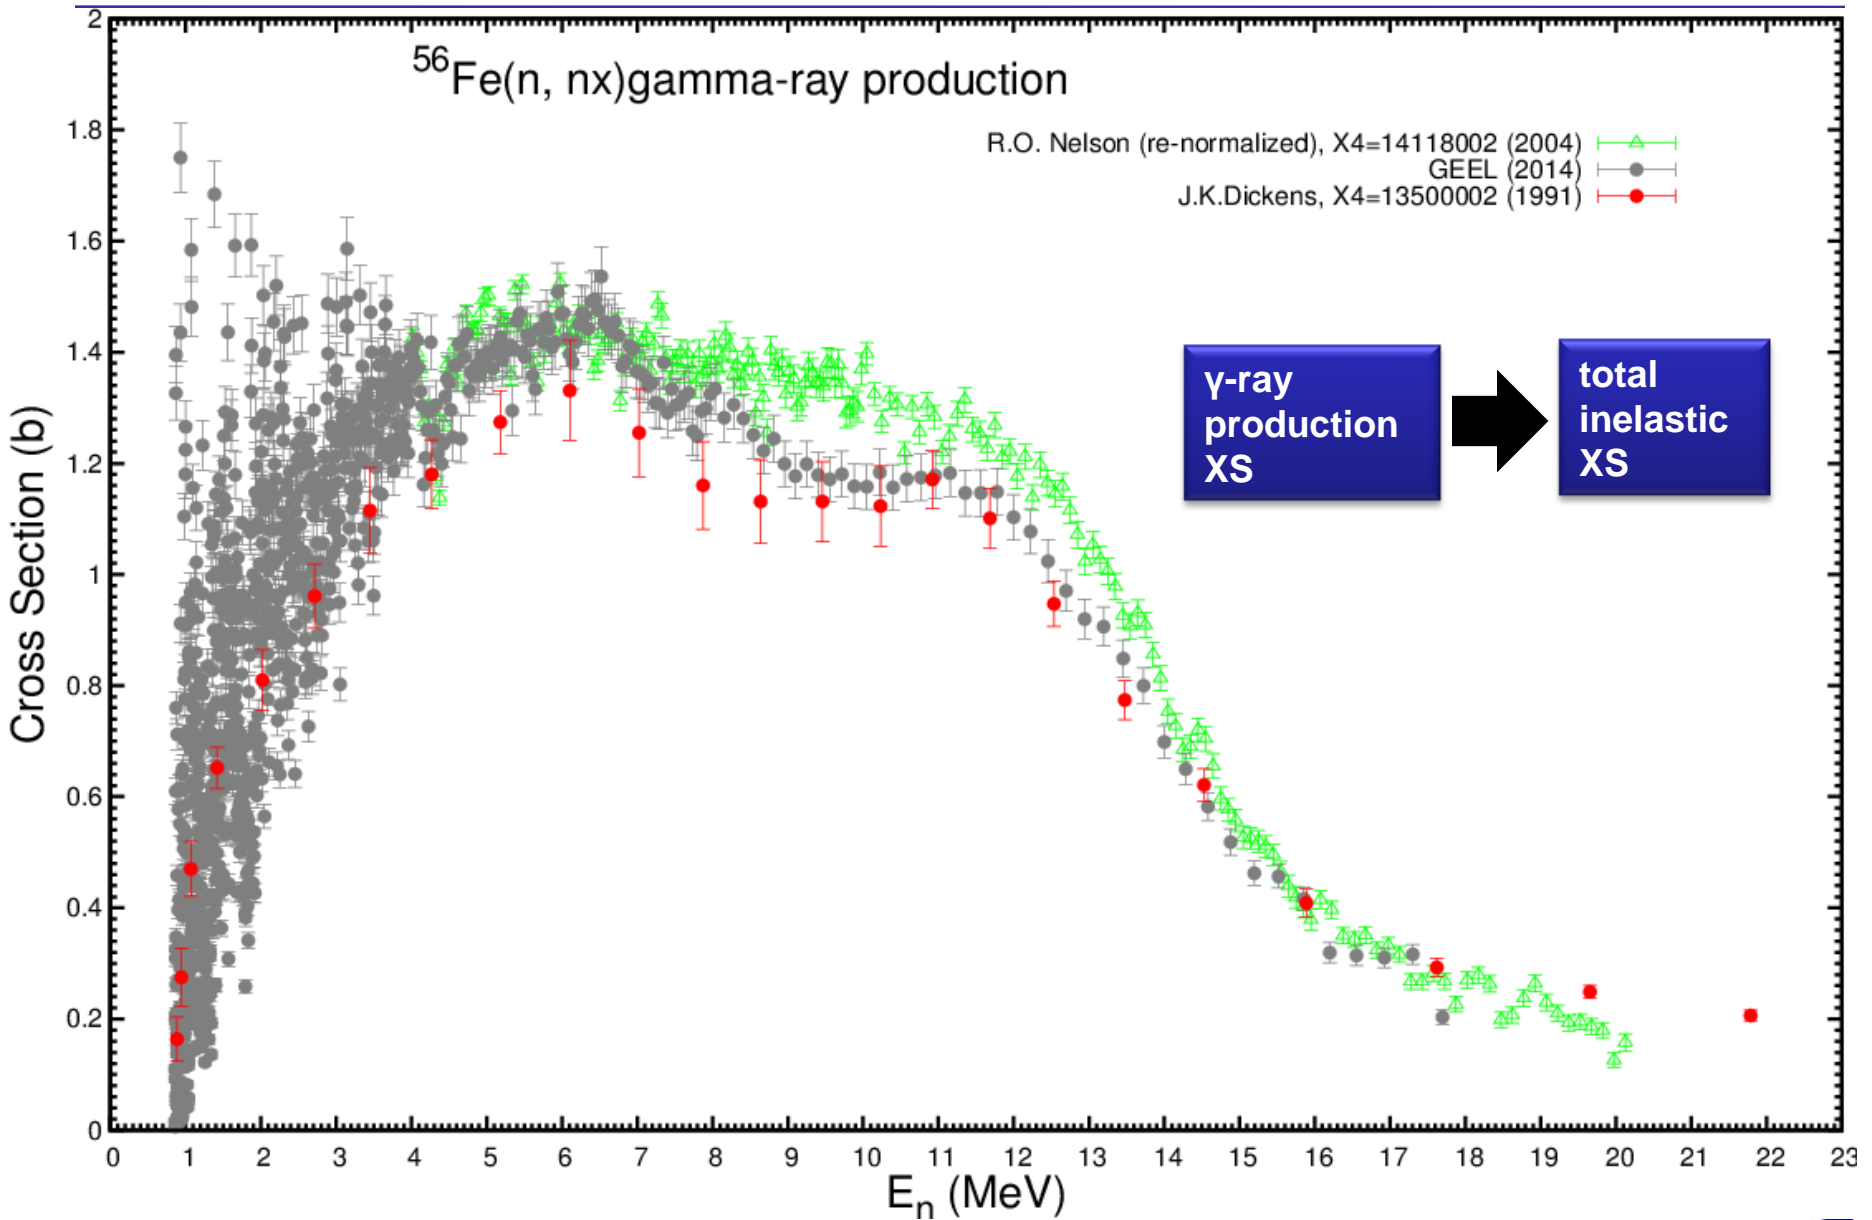 ⁵⁶Fe(n, nx)gamma-ray production
R.O. Nelson (re-normalized), X4=14118002 (2004)
GEEL (2014)
J.K.Dickens, X4=13500002 (1991)
γ-ray
production
XS
total
inelastic
XS
Cross Section (b)
2
1.8
1.6
1.4
1.2
1
0.8
0.6
0.4
0.2
0
0 1 2 3 4 5 6 7 8 9 10 11 12 13 14 15 16 17 18 19 20 21 22 23
Eₙ (MeV)